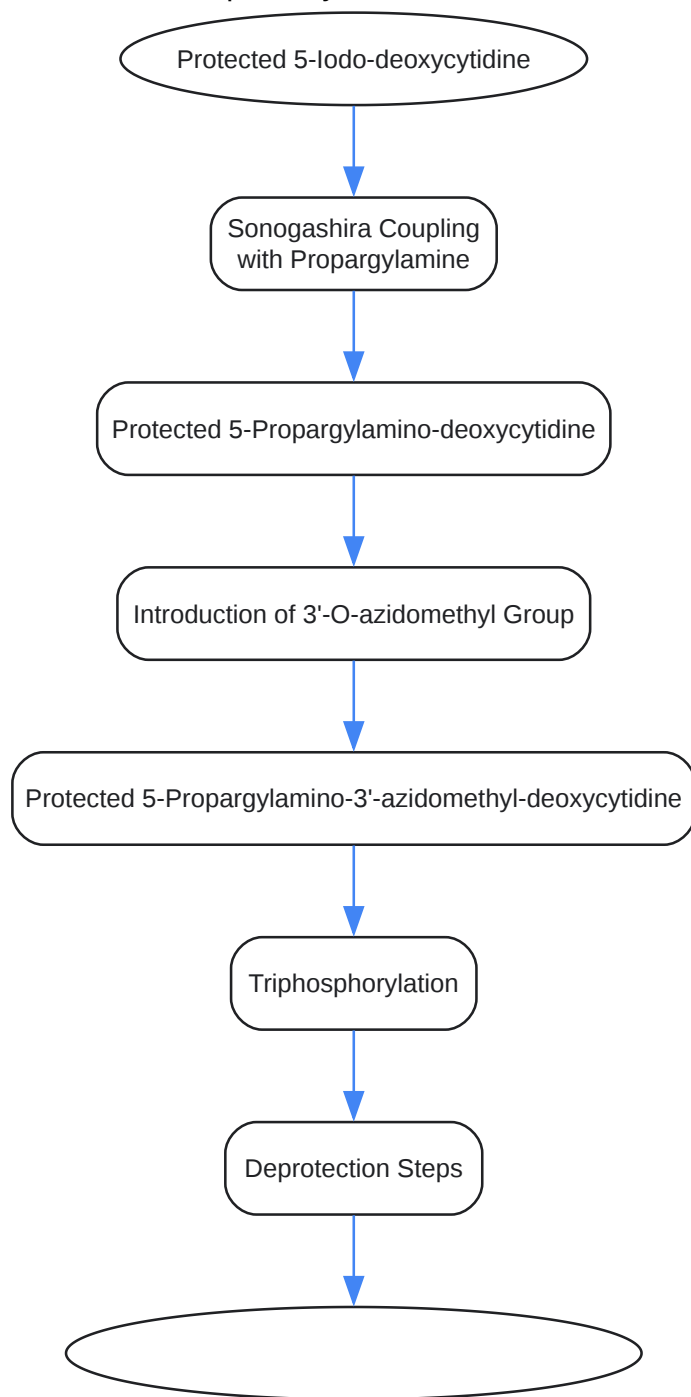 Protected 5-Iodo-deoxycytidine
Sonogashira Coupling
with Propargylamine
Protected 5-Propargylamino-deoxycytidine
Introduction of 3'-O-azidomethyl Group
Protected 5-Propargylamino-3'-azidomethyl-deoxycytidine
Triphosphorylation
Deprotection Steps